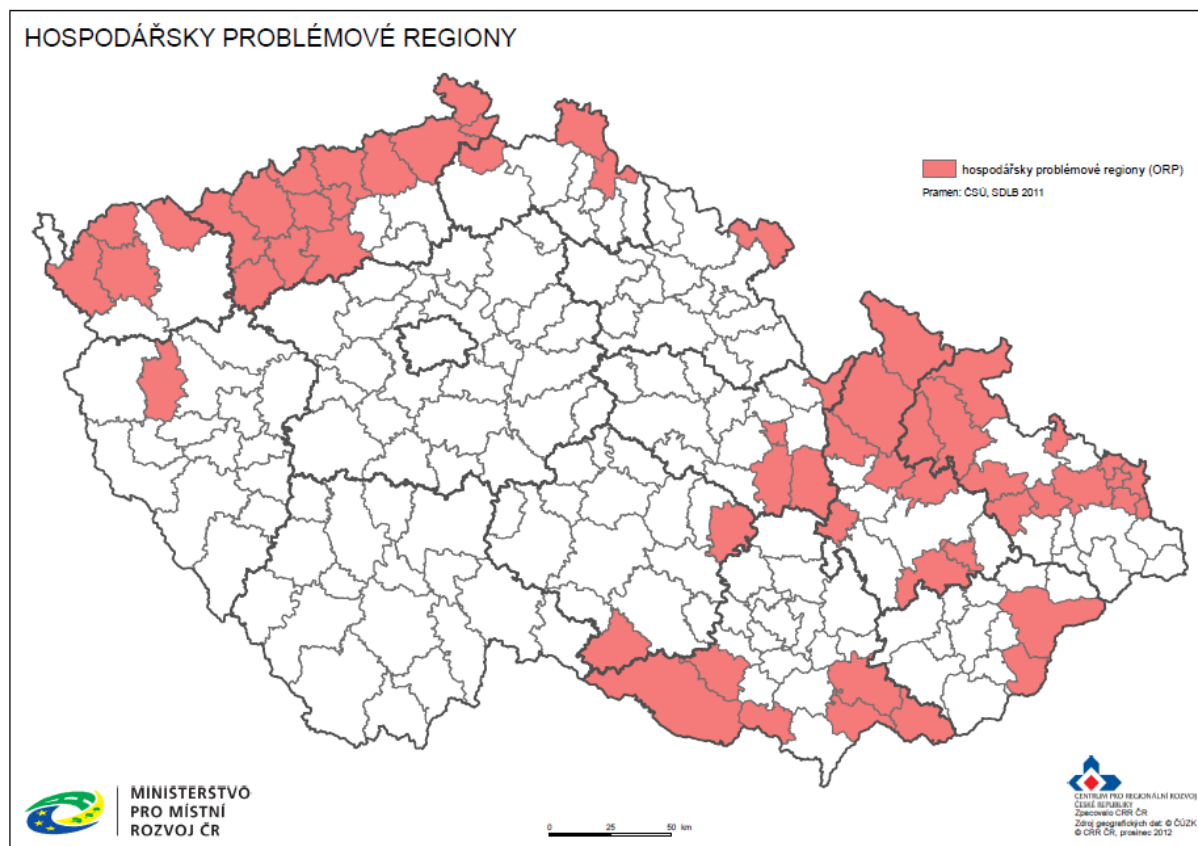 HOSPODÁŘSKY PROBLÉMOVÉ REGIONY
hospodářsky problémové regiony (ORP)
Pramen: ČSÚ, SDLB 2011
MINISTERSTVO
PRO MÍSTNÍ
ROZVOJ ČR
0 25 50 km
CENTRUM PRO REGIONÁLNÍ ROZVOJ
ČESKÉ REPUBLIKY
Zpracovalo CRR ČR
Zdroj geografických dat: © ČÚZK
© CRR ČR, prosinec 2012